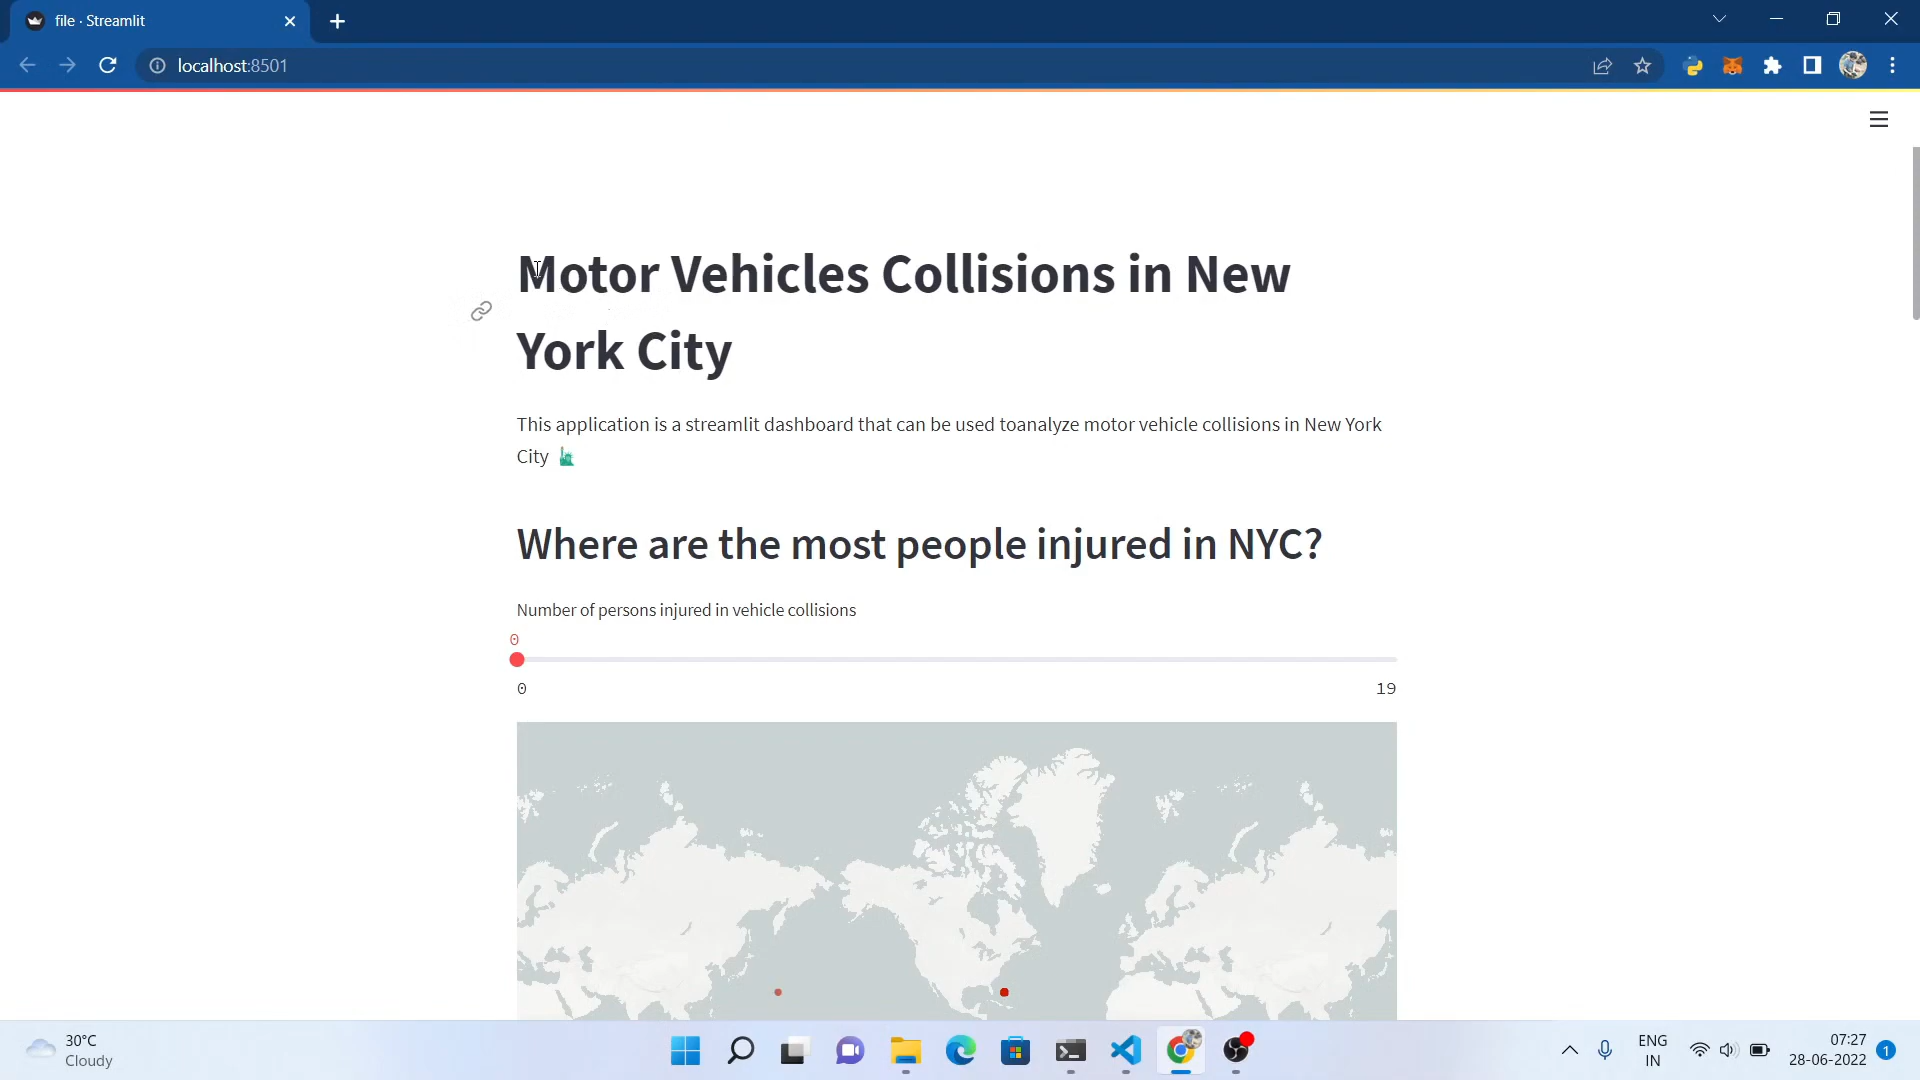 file · Streamlit
localhost:8501
Motor Vehicles Collisions in New
York City
This application is a streamlit dashboard that can be used toanalyze motor vehicle collisions in New York
City
Where are the most people injured in NYC?
Number of persons injured in vehicle collisions
0
0 19
30°C
Cloudy
ENG
IN
07:27
28-06-2022
1